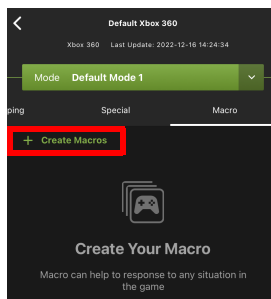 Default Xbox 360
Xbox 360 Last Update: 2022-12-16 14:24:34
Mode Default Mode 1
ping Special Macro
+ Create Macros
Create Your Macro
Macro can help to response to any situation in
the game